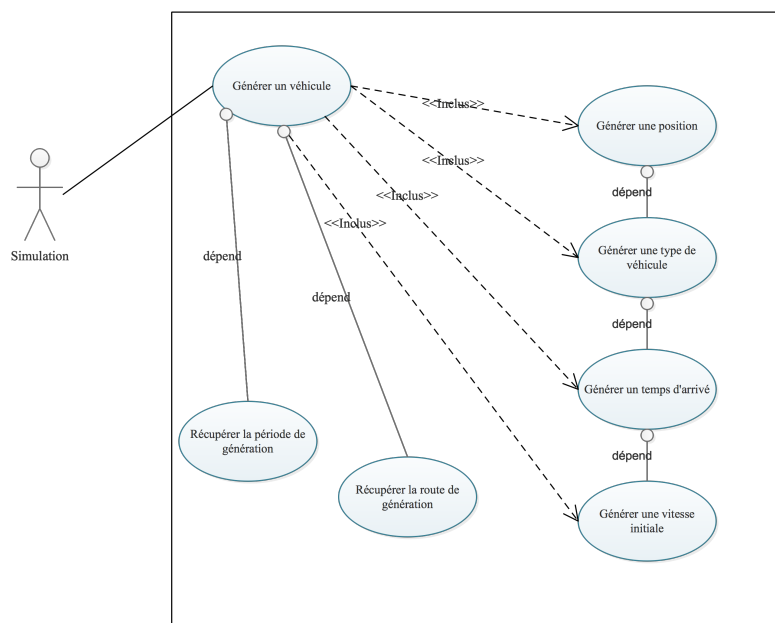 Générer un véhicule
<<Inclus>>
Générer une position
<<Inclus>>
dépend
<<Inclus>>
<<Inclus>>
Simulation
dépend
Générer une type de
véhicule
dépend
dépend
Générer un temps d'arrivé
Récupérer la période de
génération
dépend
Récupérer la route de
génération
Générer une vitesse
initiale